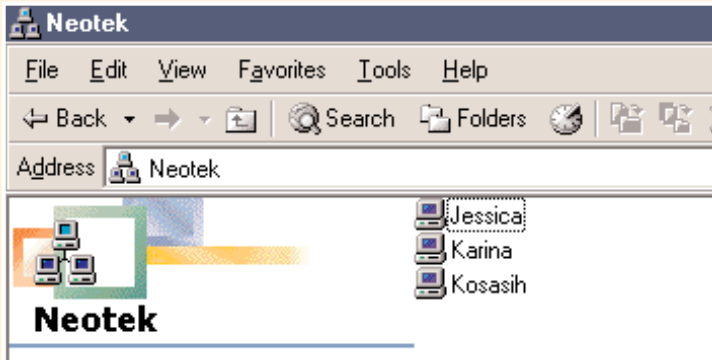 Neotek
File Edit View Favorites Tools Help
Back Search Folders
Address Neotek
Jessica
Karina
Kosasih
Neotek